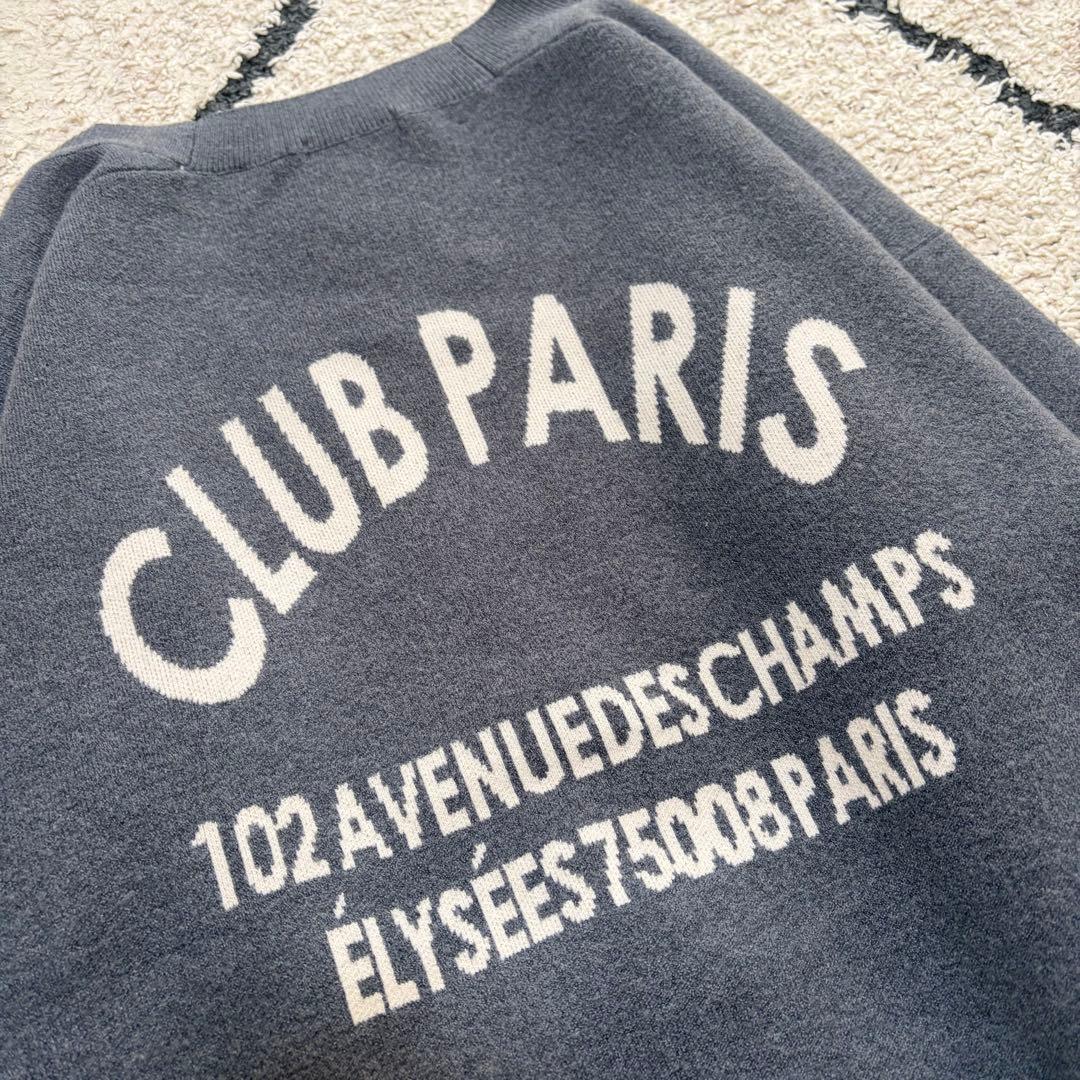 CLUB PARIS
102 AVENUE DES CHAMPS
ÉLYSÉES 75008 PARIS